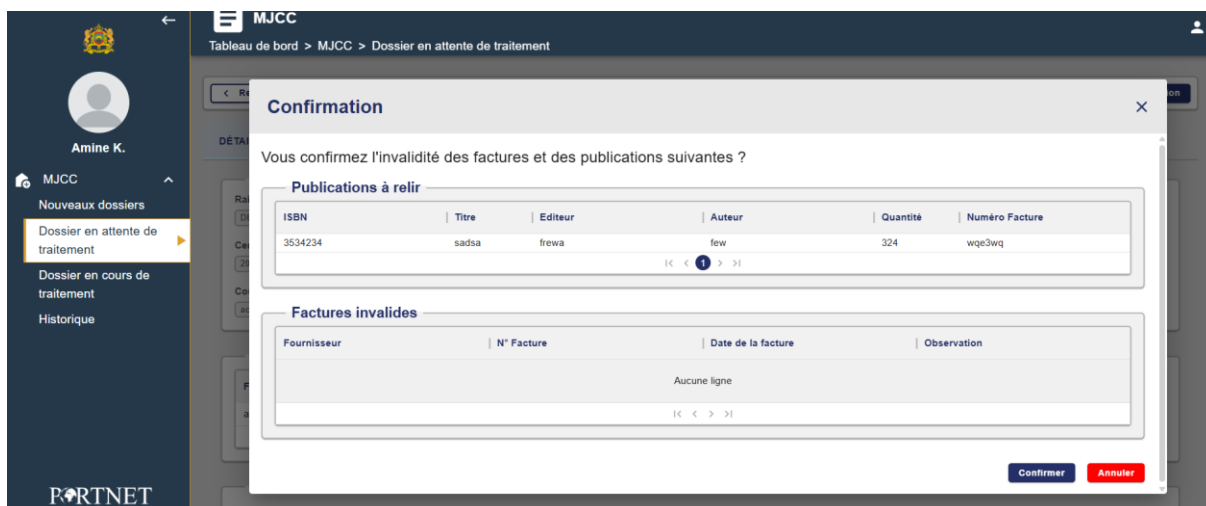 MJCC
Tableau de bord > MJCC > Dossier en attente de traitement
Amine K.
MJCC
Nouveaux dossiers
Dossier en attente de
traitement
Dossier en cours de
traitement
Historique
PORTNET
Confirmation
Vous confirmez l'invalidité des factures et des publications suivantes ?
Publications à relir
ISBN | Titre | Editeur | Auteur | Quantité | Numéro Facture
3534234 sadsa frewa few 324 wqe3wq
1
Factures invalides
Fournisseur | N° Facture | Date de la facture | Observation
Aucune ligne
Confirmer Annuler